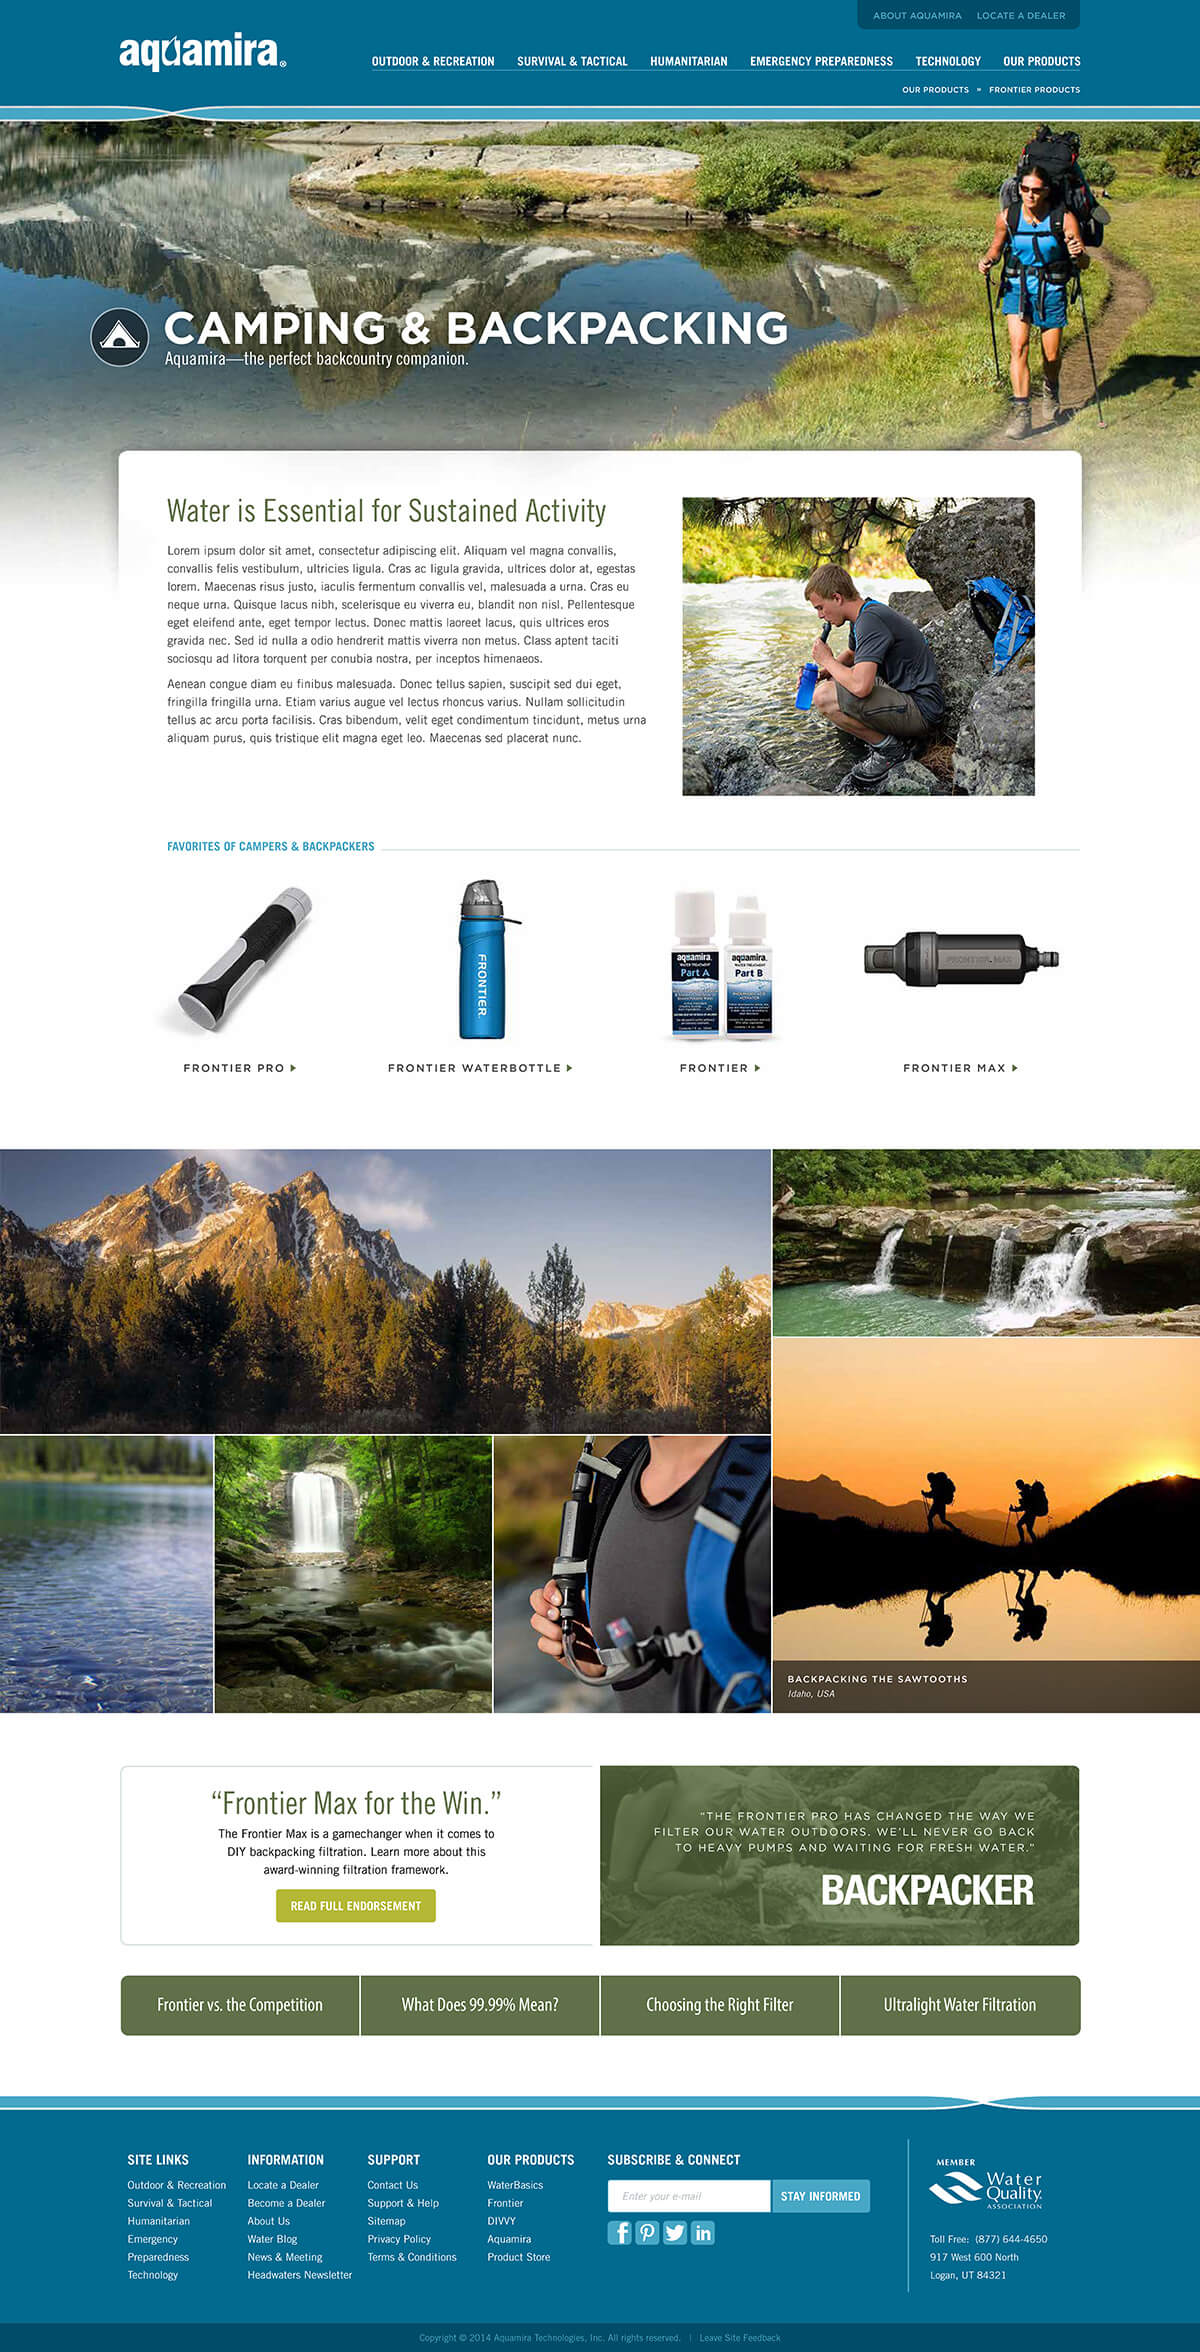 ABOUT AQUAMIRA LOCATE A DEALER
aquamira®
OUTDOOR & RECREATION SURVIVAL & TACTICAL HUMANITARIAN EMERGENCY PREPAREDNESS TECHNOLOGY OUR PRODUCTS
OUR PRODUCTS » FRONTIER PRODUCTS
CAMPING & BACKPACKING
Aquamira—the perfect backcountry companion.
Water is Essential for Sustained Activity
Lorem ipsum dolor sit amet, consectetur adipiscing elit. Aliquam vel magna convallis,
convallis felis vestibulum, ultricies ligula. Cras ac ligula gravida, ultrices dolor at, egestas
lorem. Maecenas risus justo, iaculis fermentum convallis vel, malesuada a urna. Cras eu
neque urna. Quisque lacus nibh, scelerisque eu viverra eu, blandit non nisl. Pellentesque
eget eleifend ante, eget tempor lectus. Donec mattis laoreet lacus, quis ultrices eros
gravida nec. Sed id nulla a odio hendrerit mattis viverra non metus. Class aptent taciti
sociosqu ad litora torquent per conubia nostra, per inceptos himenaeos.
Aenean congue diam eu finibus malesuada. Donec tellus sapien, suscipit sed dui eget,
fringilla fringilla urna. Etiam varius augue vel lectus rhoncus varius. Nullam sollicitudin
tellus ac arcu porta facilisis. Cras bibendum, velit eget condimentum tincidunt, metus urna
aliquam purus, quis tristique elit magna eget leo. Maecenas sed placerat nunc.
FAVORITES OF CAMPERS & BACKPACKERS
FRONTIER
aquamira. aquamira.
WATER TREATMENT WATER TREATMENT
Part A Part B
FRONTIER MAX
FRONTIER PRO FRONTIER WATERBOTTLE FRONTIER FRONTIER MAX
BACKPACKING THE SAWTOOTHS
Idaho, USA
“Frontier Max for the Win.”
The Frontier Max is a gamechanger when it comes to
DIY backpacking filtration. Learn more about this
award-winning filtration framework.
READ FULL ENDORSEMENT
“THE FRONTIER PRO HAS CHANGED THE WAY WE
FILTER OUR WATER OUTDOORS. WE’LL NEVER GO BACK
TO HEAVY PUMPS AND WAITING FOR FRESH WATER.”
BACKPACKER
Frontier vs. the Competition What Does 99.99% Mean? Choosing the Right Filter Ultralight Water Filtration
SITE LINKS
Outdoor & Recreation
Survival & Tactical
Humanitarian
Emergency
Preparedness
Technology
INFORMATION
Locate a Dealer
Become a Dealer
About Us
Water Blog
News & Meeting
Headwaters Newsletter
SUPPORT
Contact Us
Support & Help
Sitemap
Privacy Policy
Terms & Conditions
OUR PRODUCTS
WaterBasics
Frontier
DIVVY
Aquamira
Product Store
SUBSCRIBE & CONNECT
Enter your e-mail STAY INFORMED
MEMBER
Water
Quality
ASSOCIATION
Toll Free: (877) 644-4650
917 West 600 North
Logan, UT 84321
Copyright © 2014 Aquamira Technologies, Inc. All rights reserved. | Leave Site Feedback